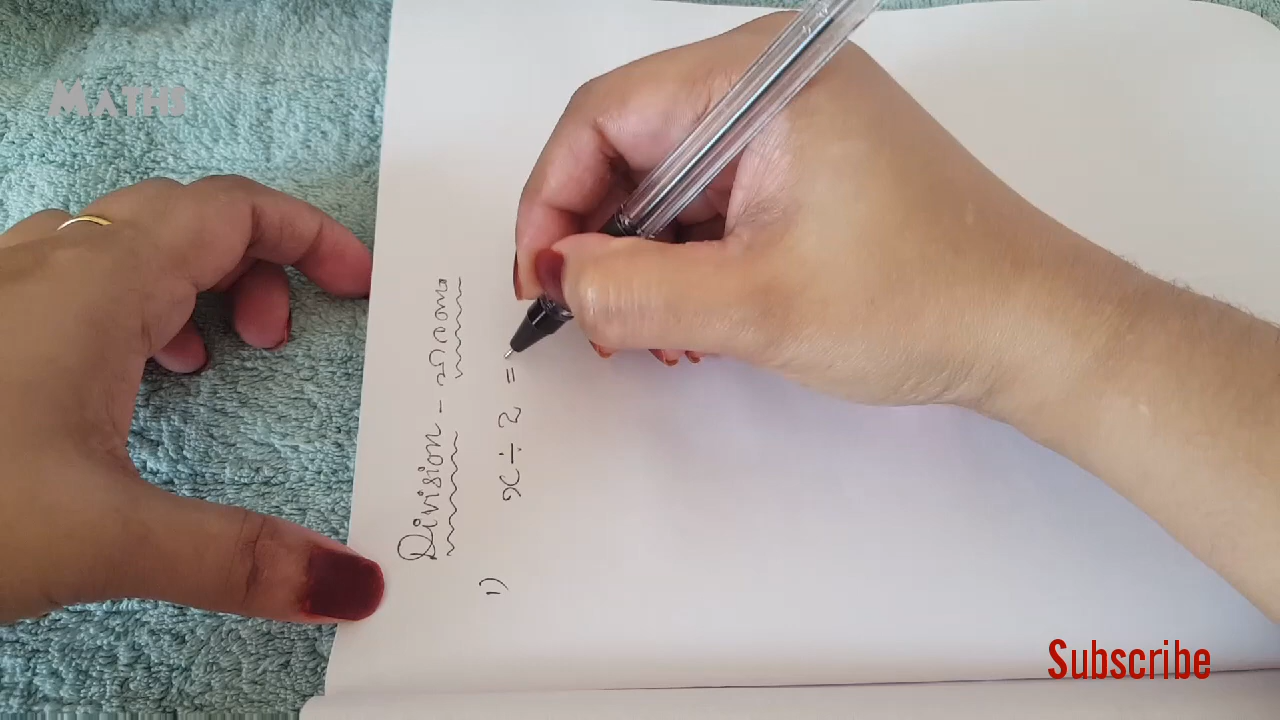 MATHS
Division - ഹരണം
1) x ÷ 2 =
Subscribe